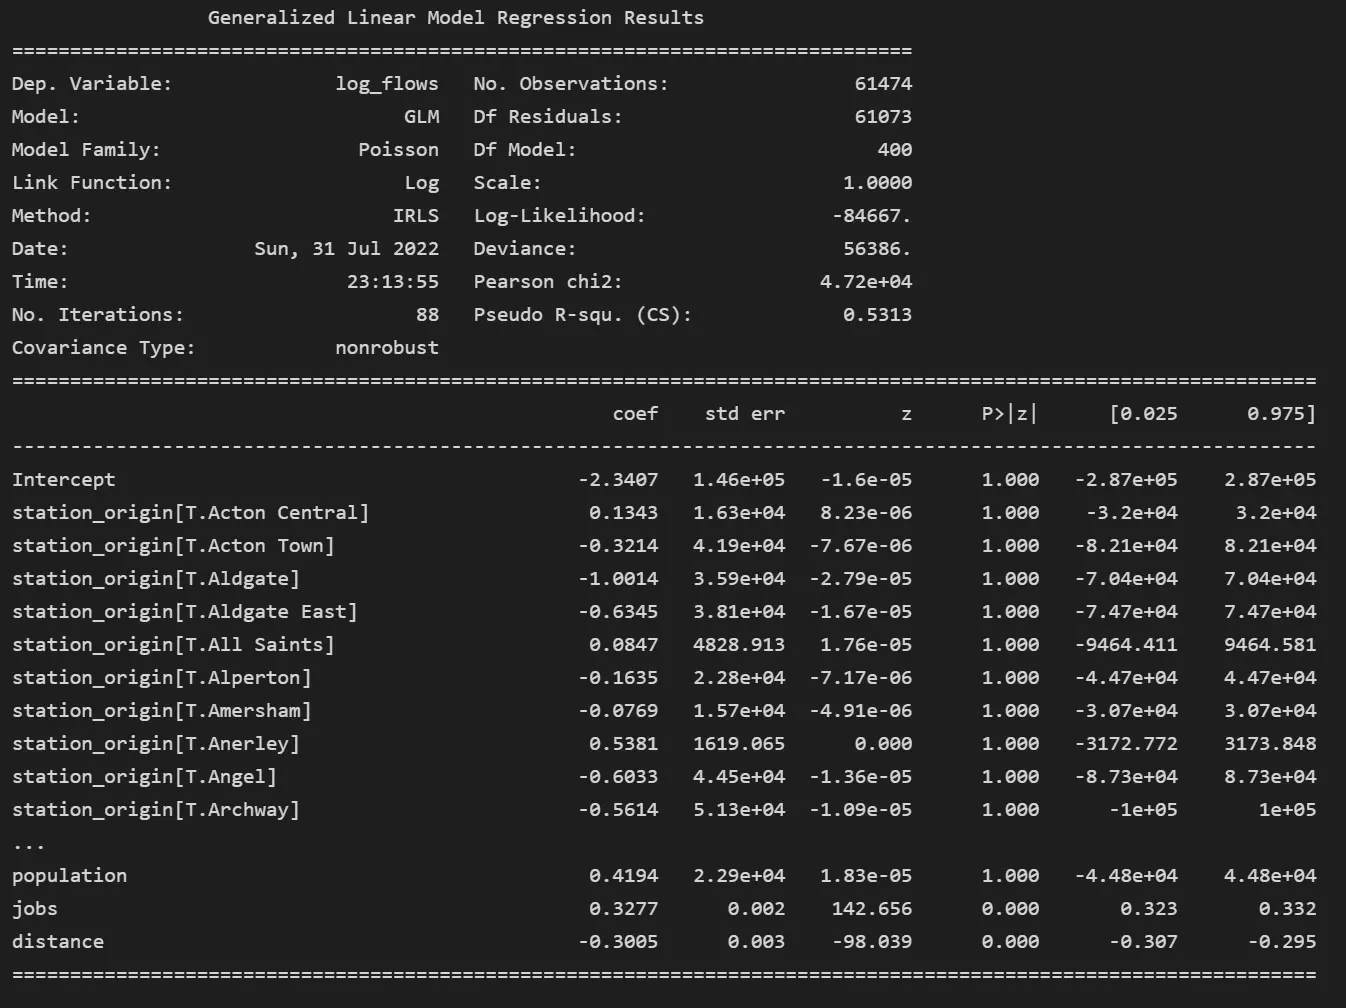 Generalized Linear Model Regression Results
==============================================================================
Dep. Variable: log_flows No. Observations: 61474
Model: GLM Df Residuals: 61073
Model Family: Poisson Df Model: 400
Link Function: Log Scale: 1.0000
Method: IRLS Log-Likelihood: -84667.
Date: Sun, 31 Jul 2022 Deviance: 56386.
Time: 23:13:55 Pearson chi2: 4.72e+04
No. Iterations: 88 Pseudo R-squ. (CS): 0.5313
Covariance Type: nonrobust
=================================================================================================================
coef std err z P>|z| [0.025 0.975]
-----------------------------------------------------------------------------------------------------------------
Intercept -2.3407 1.46e+05 -1.6e-05 1.000 -2.87e+05 2.87e+05
station_origin[T.Acton Central] 0.1343 1.63e+04 8.23e-06 1.000 -3.2e+04 3.2e+04
station_origin[T.Acton Town] -0.3214 4.19e+04 -7.67e-06 1.000 -8.21e+04 8.21e+04
station_origin[T.Aldgate] -1.0014 3.59e+04 -2.79e-05 1.000 -7.04e+04 7.04e+04
station_origin[T.Aldgate East] -0.6345 3.81e+04 -1.67e-05 1.000 -7.47e+04 7.47e+04
station_origin[T.All Saints] 0.0847 4828.913 1.76e-05 1.000 -9464.411 9464.581
station_origin[T.Alperton] -0.1635 2.28e+04 -7.17e-06 1.000 -4.47e+04 4.47e+04
station_origin[T.Amersham] -0.0769 1.57e+04 -4.91e-06 1.000 -3.07e+04 3.07e+04
station_origin[T.Anerley] 0.5381 1619.065 0.000 1.000 -3172.772 3173.848
station_origin[T.Angel] -0.6033 4.45e+04 -1.36e-05 1.000 -8.73e+04 8.73e+04
station_origin[T.Archway] -0.5614 5.13e+04 -1.09e-05 1.000 -1e+05 1e+05
...
population 0.4194 2.29e+04 1.83e-05 1.000 -4.48e+04 4.48e+04
jobs 0.3277 0.002 142.656 0.000 0.323 0.332
distance -0.3005 0.003 -98.039 0.000 -0.307 -0.295
=================================================================================================================